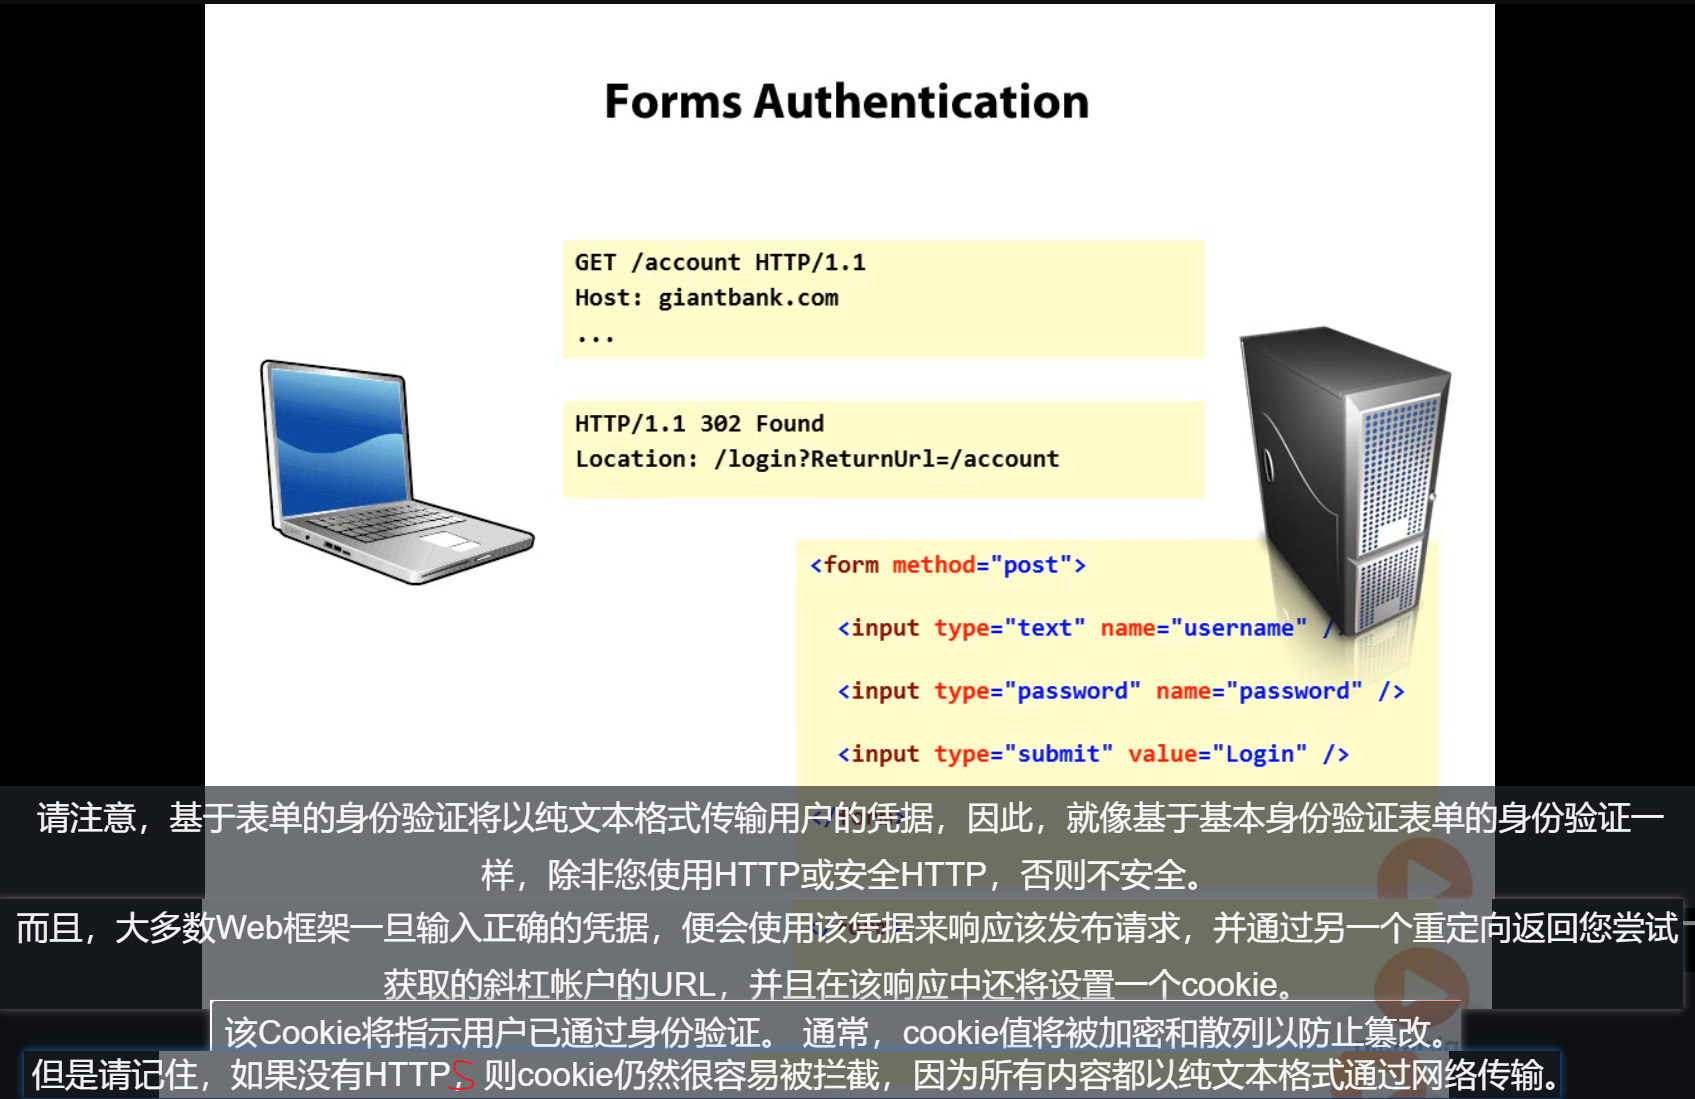 Forms Authentication
GET /account HTTP/1.1
Host: giantbank.com
...
HTTP/1.1 302 Found
Location: /login?ReturnUrl=/account
<form method="post">
<input type="text" name="username" />
<input type="password" name="password" />
<input type="submit" value="Login" />
请注意，基于表单的身份验证将以纯文本格式传输用户的凭据，因此，就像基于基本身份验证表单的身份验证一
样，除非您使用HTTP或安全HTTP，否则不安全。
而且，大多数Web框架一旦输入正确的凭据，便会使用该凭据来响应该发布请求，并通过另一个重定向返回您尝试
获取的斜杠帐户的URL，并且在该响应中还将设置一个cookie。
该Cookie将指示用户已通过身份验证。 通常，cookie值将被加密和散列以防止篡改。
但是请记住，如果没有HTTPS，则cookie仍然很容易被拦截，因为所有内容都以纯文本格式通过网络传输。